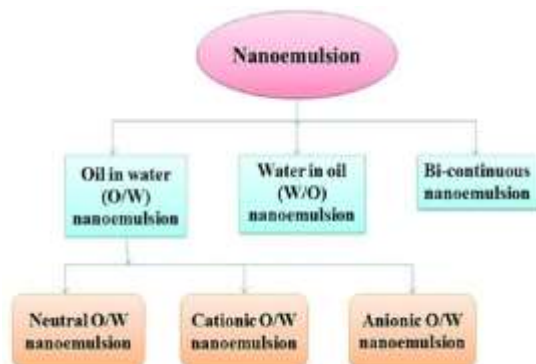 Nanoemulsion
Oil in water
(O/W)
nanoemulsion
Water in oil
(W/O)
nanoemulsion
Bi-continuous
nanoemulsion
Neutral O/W
nanoemulsion
Cationic O/W
nanoemulsion
Anionic O/W
nanoemulsion